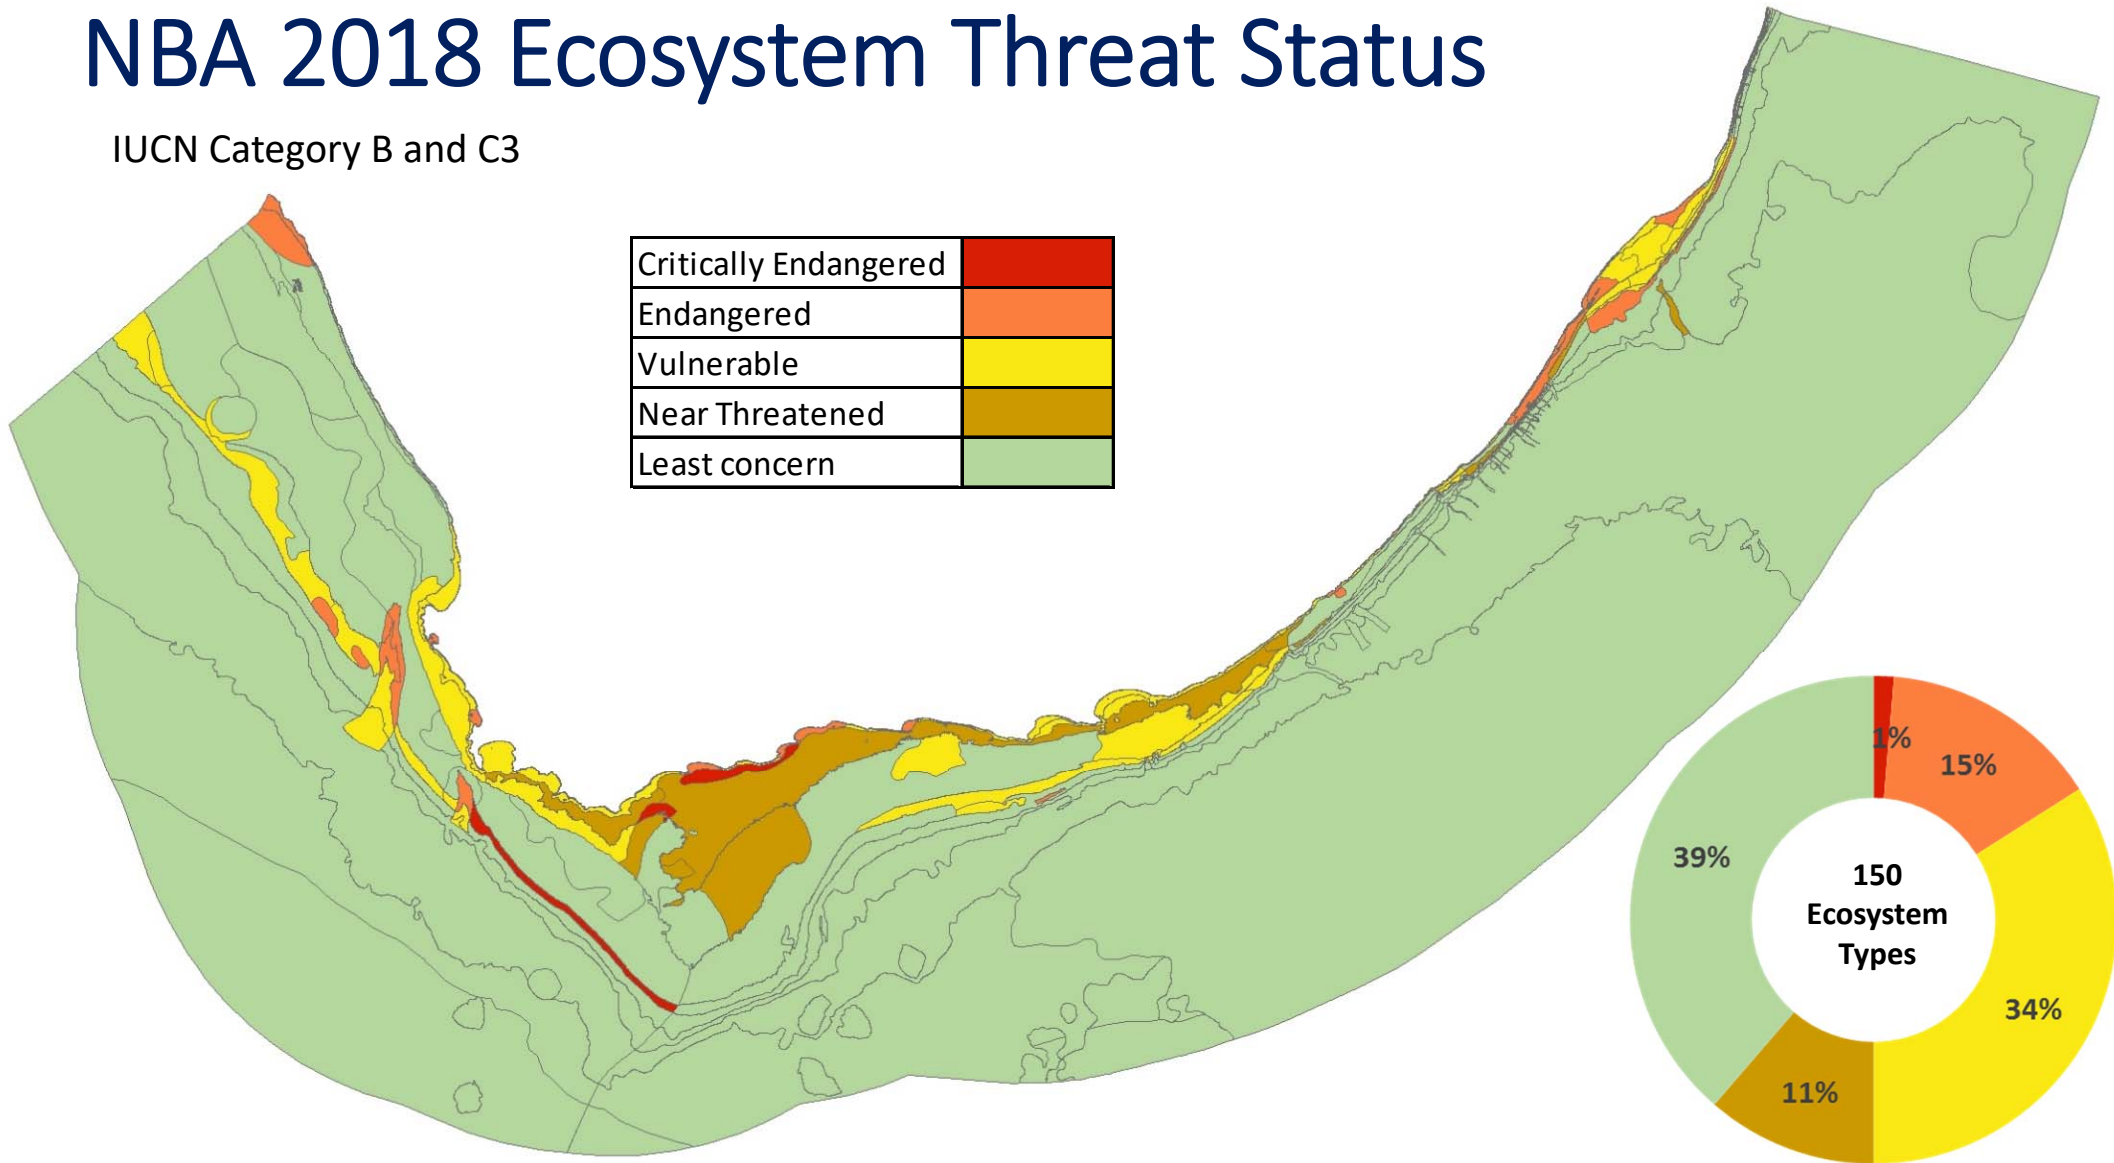 NBA 2018 Ecosystem Threat Status
IUCN Category B and C3
Critically Endangered
Endangered
Vulnerable
Near Threatened
Least concern
1%
15%
39%
150
Ecosystem
Types
34%
11%